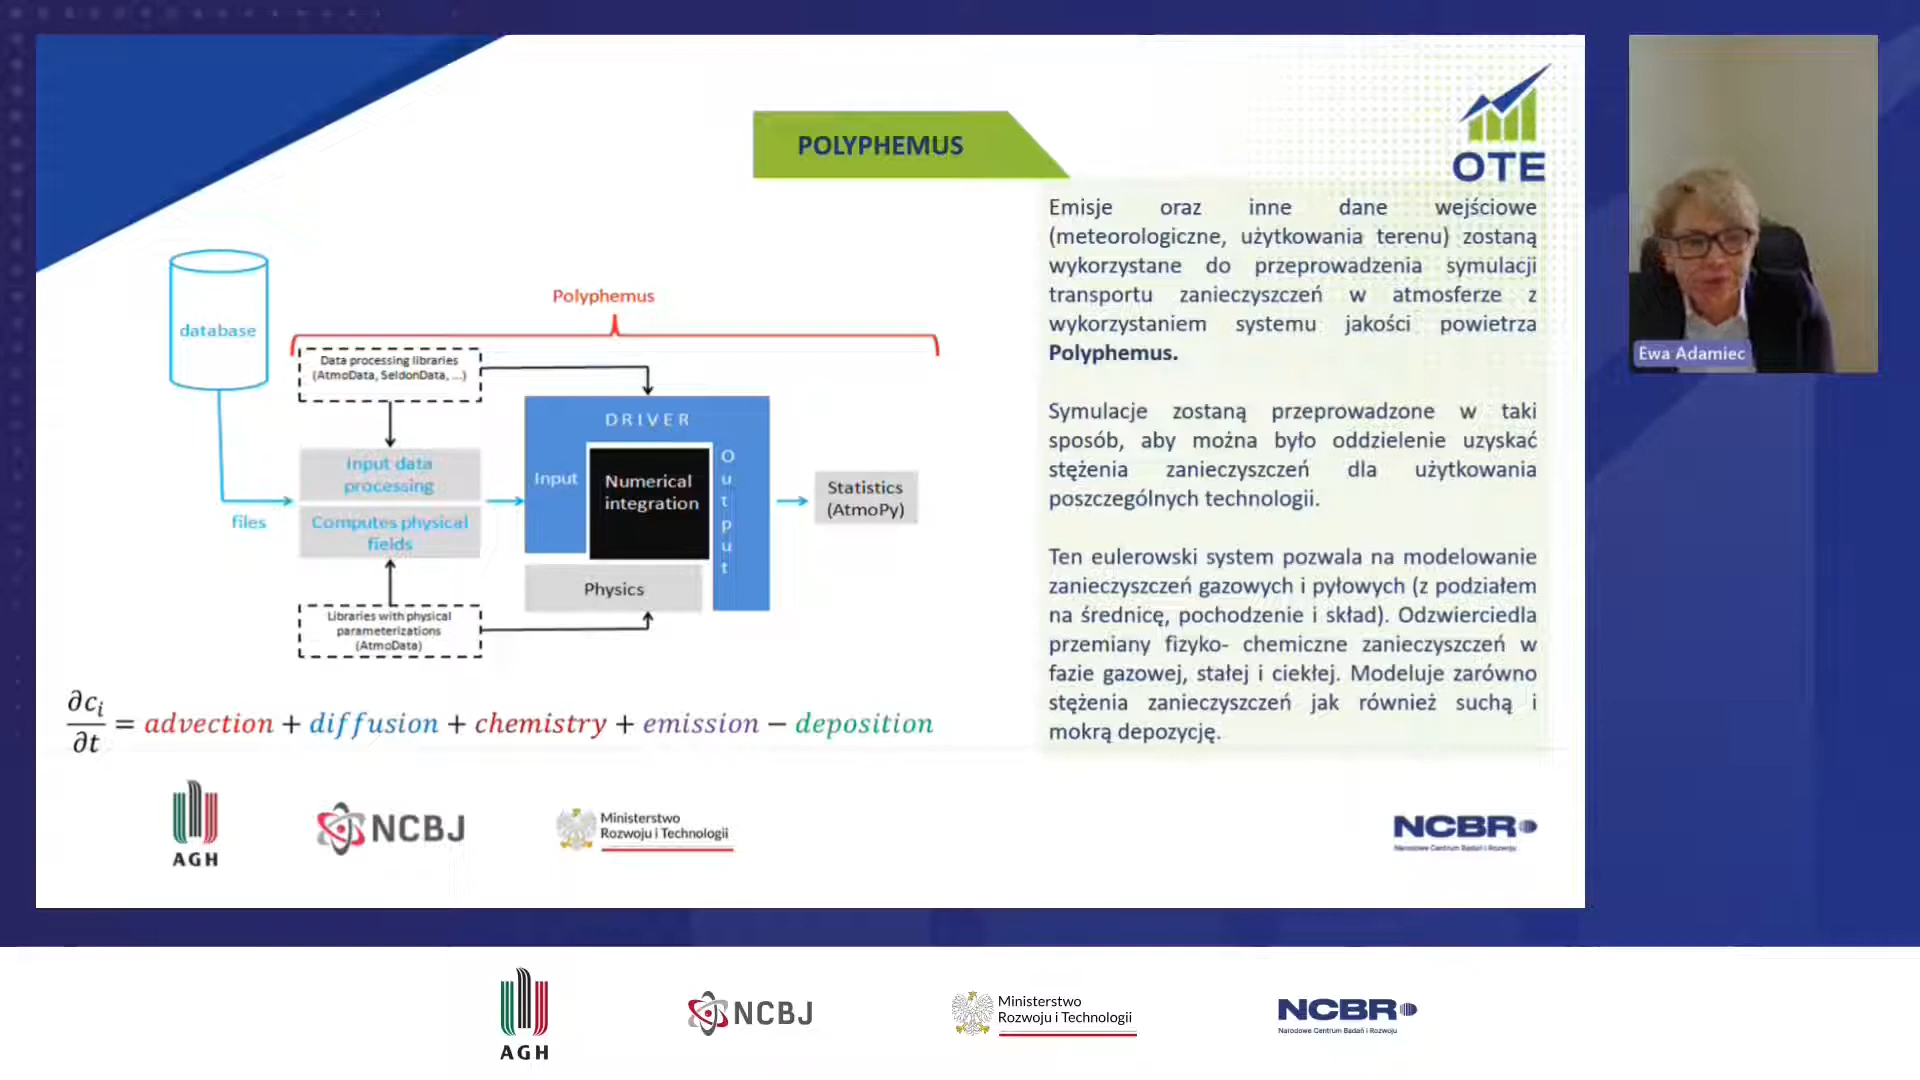 POLYPHEMUS
OTE
database
files
Polyphemus
Data processing libraries
(AtmoData, SeldonData, ...)
Input data
processing
Computes physical
fields
Libraries with physical
parameterizations
(AtmoData)
DRIVER
Input
Numerical
integration
Output
Physics
Statistics
(AtmoPy)
∂c_i/∂t = advection + diffusion + chemistry + emission − deposition
Emisje oraz inne dane wejściowe
(meteorologiczne, użytkowania terenu) zostaną
wykorzystane do przeprowadzenia symulacji
transportu zanieczyszczeń w atmosferze z
wykorzystaniem systemu jakości powietrza
Polyphemus.
Symulacje zostaną przeprowadzone w taki
sposób, aby można było oddzielenie uzyskać
stężenia zanieczyszczeń dla użytkowania
poszczególnych technologii.
Ten eulerowski system pozwala na modelowanie
zanieczyszczeń gazowych i pyłowych (z podziałem
na średnicę, pochodzenie i skład). Odzwierciedla
przemiany fizyko- chemiczne zanieczyszczeń w
fazie gazowej, stałej i ciekłej. Modeluje zarówno
stężenia zanieczyszczeń jak również suchą i
mokrą depozycję.
Ewa Adamiec
AGH
NCBJ
Ministerstwo
Rozwoju i Technologii
NCBR
Narodowe Centrum Badań i Rozwoju
AGH
NCBJ
Ministerstwo
Rozwoju i Technologii
NCBR
Narodowe Centrum Badań i Rozwoju